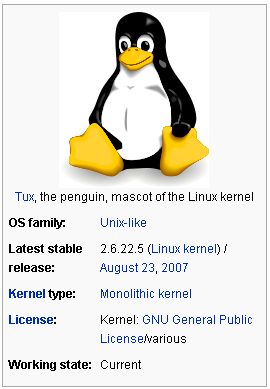 Tux, the penguin, mascot of the Linux kernel
OS family: Unix-like
Latest stable release: 2.6.22.5 (Linux kernel) / August 23, 2007
Kernel type: Monolithic kernel
License: Kernel: GNU General Public License/various
Working state: Current